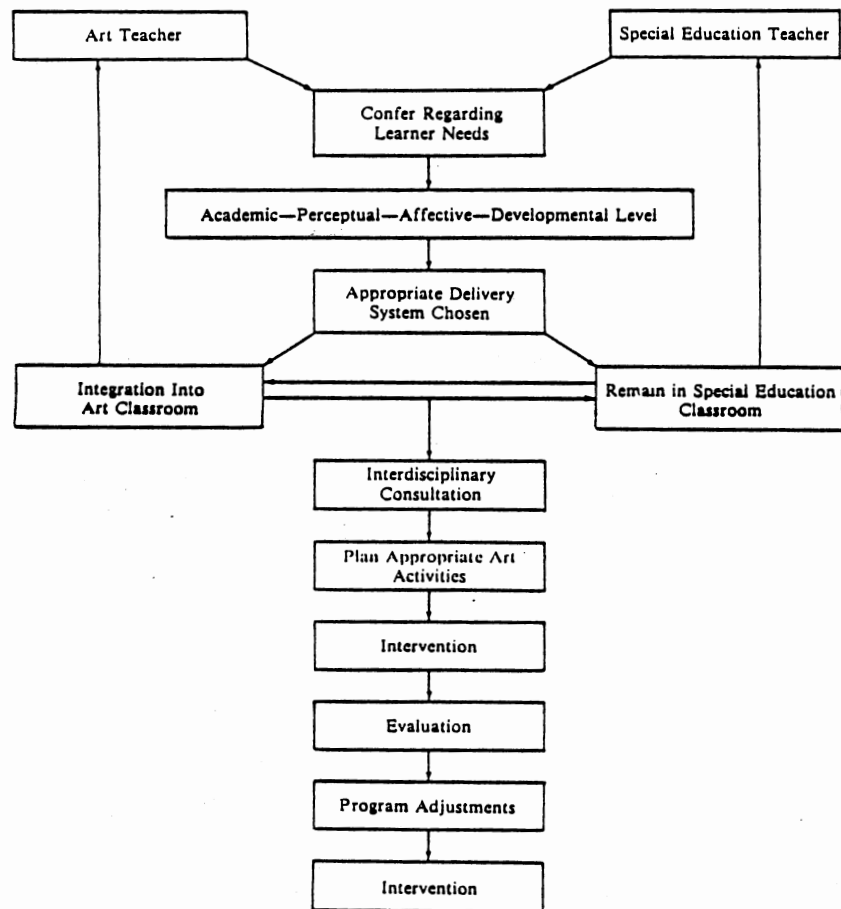 Art Teacher
Special Education Teacher
Confer Regarding
Learner Needs
Academic—Perceptual—Affective—Developmental Level
Appropriate Delivery
System Chosen
Integration Into
Art Classroom
Remain in Special Education
Classroom
Interdisciplinary
Consultation
Plan Appropriate Art
Activities
Intervention
Evaluation
Program Adjustments
Intervention